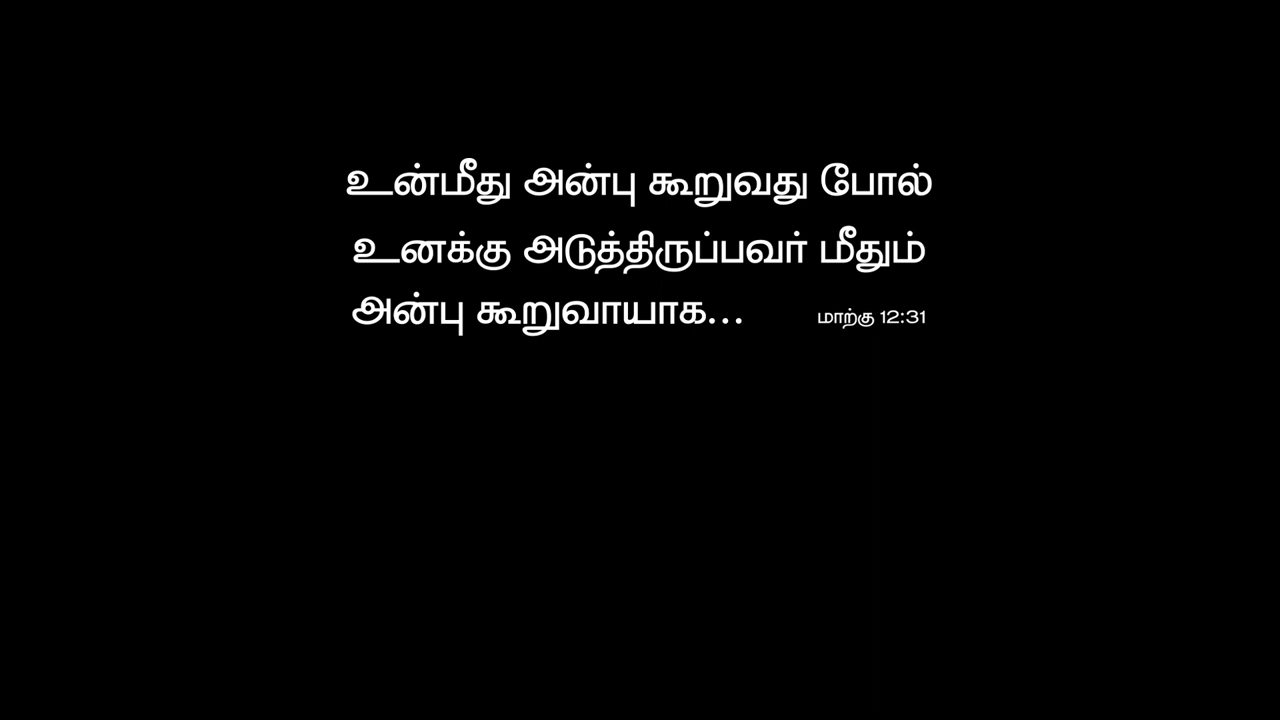 உன்மீது அன்பு கூறுவது போல்
உனக்கு அடுத்திருப்பவர் மீதும்
அன்பு கூறுவாயாக... மாற்கு 12:31